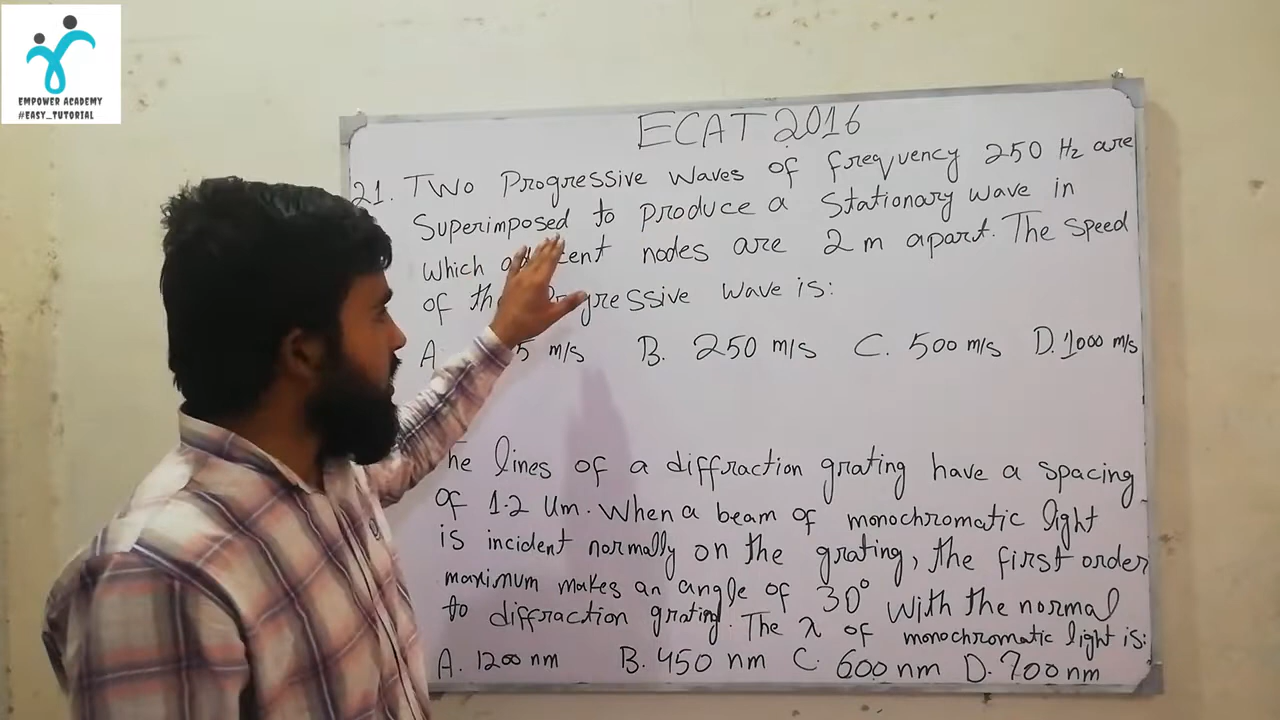 EMPOWER ACADEMY
#EASY_TUTORIAL
ECAT 2016
21. Two Progressive Waves of frequency 250 Hz are
Superimposed to produce a Stationary wave in
which nodes are 2 m apart. The speed
of wave is:
A. 5 m/s B. 250 m/s C. 500 m/s D. 1000 m/s
he lines of a diffraction grating have a spacing
of 1.2 Um. When a beam of monochromatic light
is incident normally on the grating, the first order
maximum makes an angle of 30° with the normal
to diffraction grating. The λ of monochromatic light is:
A. 1200 nm B. 450 nm C. 600 nm D. 700 nm